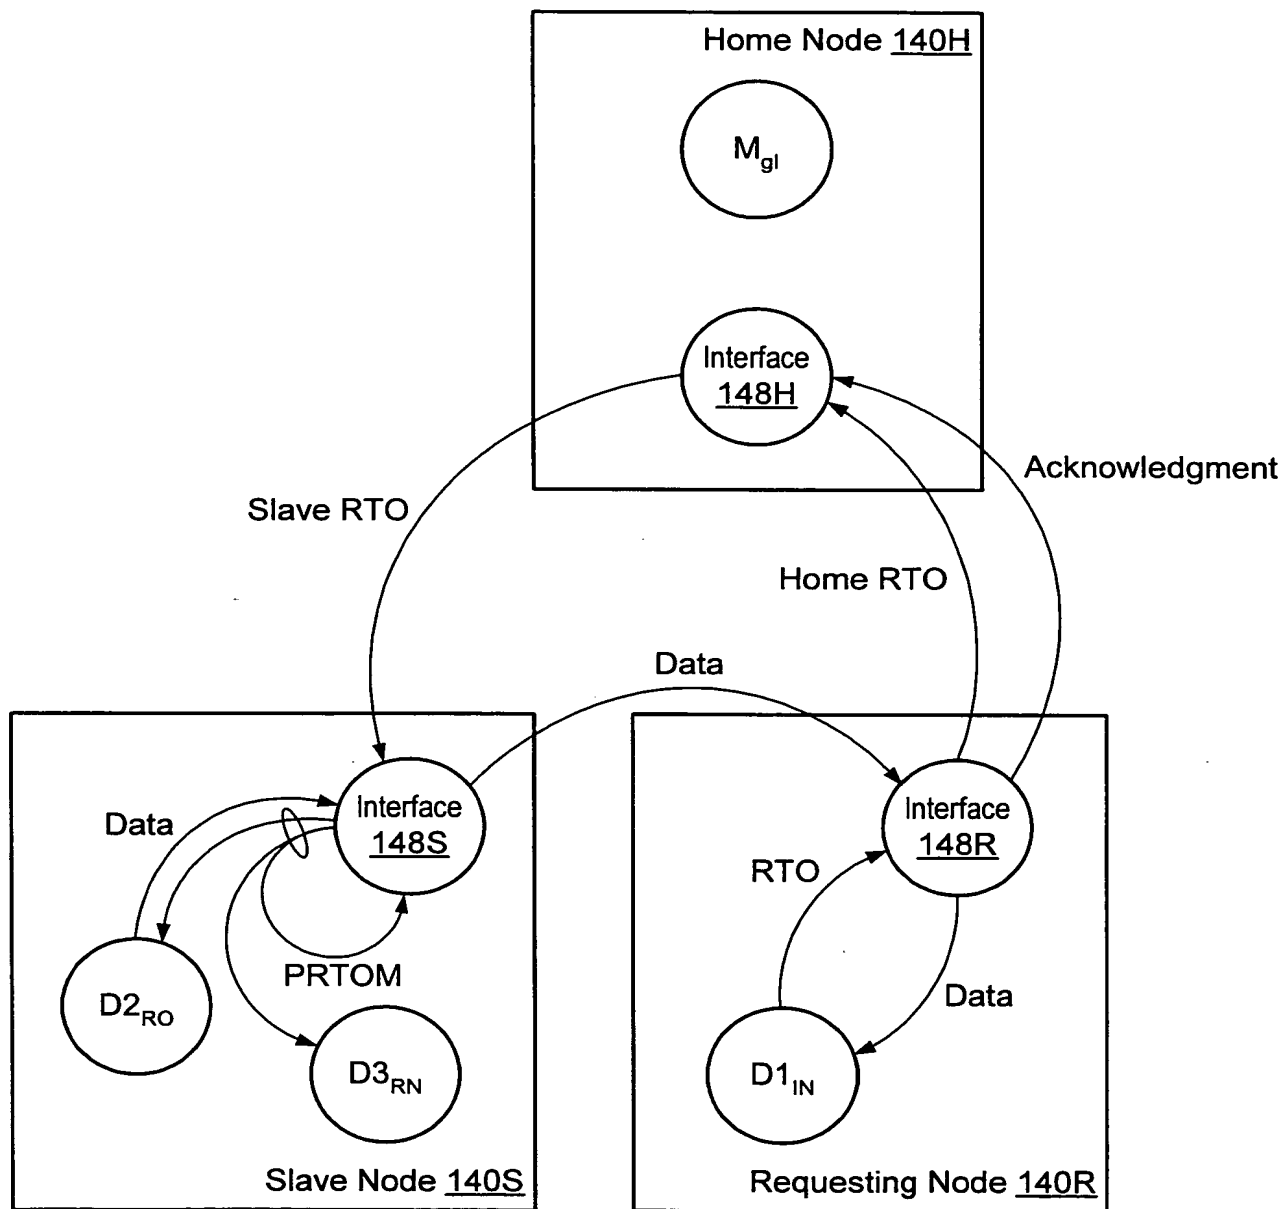 Home Node 140H
M_gl
Interface
148H
Acknowledgment
Slave RTO
Home RTO
Data
Interface
148S
Data
PRTOM
D2_RO
D3_RN
Slave Node 140S
Interface
148R
RTO
Data
D1_IN
Requesting Node 140R